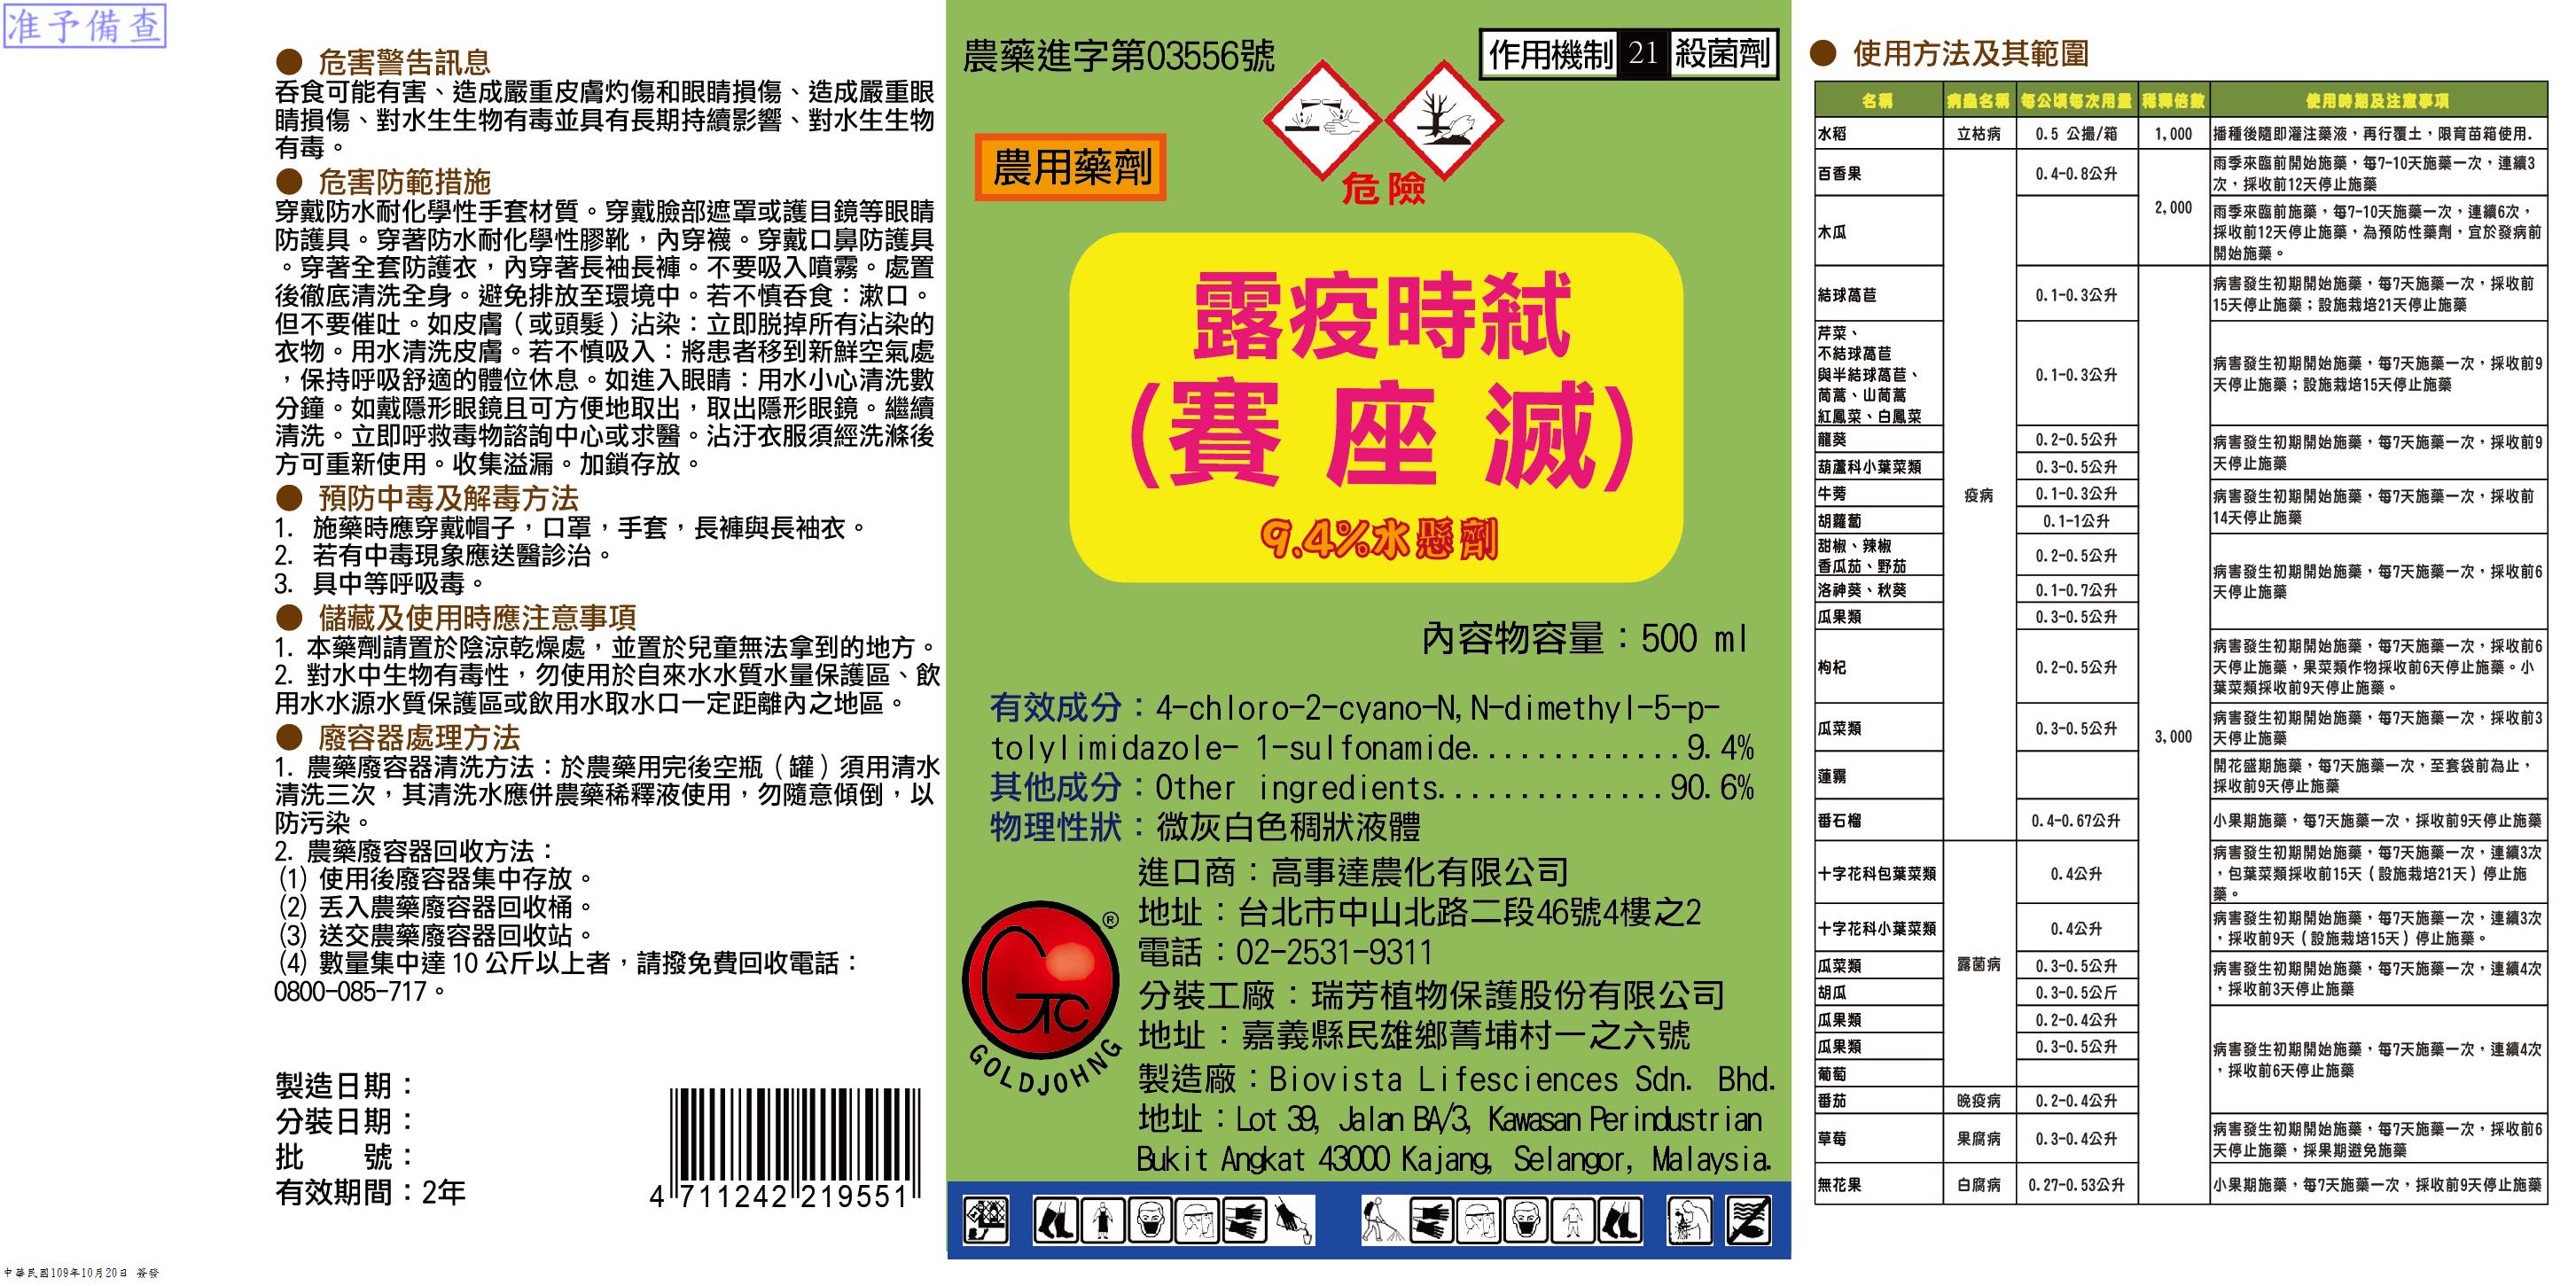 准予備查
● 危害警告訊息
吞食可能有害、造成嚴重皮膚灼傷和眼睛損傷、造成嚴重眼
睛損傷、對水生生物有毒並具有長期持續影響、對水生生物
有毒。
● 危害防範措施
穿戴防水耐化學性手套材質。穿戴臉部遮罩或護目鏡等眼睛
防護具。穿著防水耐化學性膠靴，內穿襪。穿戴口鼻防護具
。穿著全套防護衣，內穿著長袖長褲。不要吸入噴霧。處置
後徹底清洗全身。避免排放至環境中。若不慎吞食：漱口。
但不要催吐。如皮膚（或頭髮）沾染：立即脫掉所有沾染的
衣物。用水清洗皮膚。若不慎吸入：將患者移到新鮮空氣處
，保持呼吸舒適的體位休息。如進入眼睛：用水小心清洗數
分鐘。如戴隱形眼鏡且可方便地取出，取出隱形眼鏡。繼續
清洗。立即呼救毒物諮詢中心或求醫。沾汙衣服須經洗滌後
方可重新使用。收集溢漏。加鎖存放。
● 預防中毒及解毒方法
1. 施藥時應穿戴帽子，口罩，手套，長褲與長袖衣。
2. 若有中毒現象應送醫診治。
3. 具中等呼吸毒。
● 儲藏及使用時應注意事項
1. 本藥劑請置於陰涼乾燥處，並置於兒童無法拿到的地方。
2. 對水中生物有毒性，勿使用於自來水水質水量保護區、飲
用水水源水質保護區或飲用水取水口一定距離內之地區。
● 廢容器處理方法
1. 農藥廢容器清洗方法：於農藥用完後空瓶（罐）須用清水
清洗三次，其清洗水應併農藥稀釋液使用，勿隨意傾倒，以
防污染。
2. 農藥廢容器回收方法：
(1) 使用後廢容器集中存放。
(2) 丟入農藥廢容器回收桶。
(3) 送交農藥廢容器回收站。
(4) 數量集中達 10 公斤以上者，請撥免費回收電話：
0800-085-717。
製造日期：
分裝日期：
批　　號：
有效期間：2年
4 711242 219551
中華民國109年10月20日 簽發
農藥進字第03556號
作用機制 21 殺菌劑
農用藥劑
危險
露疫時弒
(賽座滅)
9.4%水懸劑
內容物容量：500 ml
有效成分：4-chloro-2-cyano-N,N-dimethyl-5-p-
tolylimidazole- 1-sulfonamide.............9.4%
其他成分：Other ingredients..............90.6%
物理性狀：微灰白色稠狀液體
進口商：高事達農化有限公司
地址：台北市中山北路二段46號4樓之2
電話：02-2531-9311
分裝工廠：瑞芳植物保護股份有限公司
地址：嘉義縣民雄鄉菁埔村一之六號
製造廠：Biovista Lifesciences Sdn. Bhd.
地址：Lot 39, Jalan BA/3, Kawasan Perindustrian
Bukit Angkat 43000 Kajang, Selangor, Malaysia.
GTC ®
GOLDJOHNG
● 使用方法及其範圍
名稱 病蟲名稱 每公頃每次用量 稀釋倍數 使用時期及注意事項
水稻 立枯病 0.5 公撮/箱 1,000 播種後隨即灌注藥液，再行覆土，限育苗箱使用.
百香果 0.4-0.8公升 雨季來臨前開始施藥，每7-10天施藥一次，連續3
次，採收前12天停止施藥
2,000
木瓜 雨季來臨前施藥，每7-10天施藥一次，連續6次，
採收前12天停止施藥，為預防性藥劑，宜於發病前
開始施藥。
結球萵苣 0.1-0.3公升 病害發生初期開始施藥，每7天施藥一次，採收前
15天停止施藥；設施栽培21天停止施藥
芹菜、
不結球萵苣
與半結球萵苣、
茼蒿、山茼蒿
紅鳳菜、白鳳菜
0.1-0.3公升 病害發生初期開始施藥，每7天施藥一次，採收前9
天停止施藥；設施栽培15天停止施藥
龍葵 0.2-0.5公升 病害發生初期開始施藥，每7天施藥一次，採收前9
天停止施藥
葫蘆科小葉菜類 0.3-0.5公升
牛蒡 疫病 0.1-0.3公升 病害發生初期開始施藥，每7天施藥一次，採收前
14天停止施藥
胡蘿蔔 0.1-1公升
甜椒、辣椒
香瓜茄、野茄
0.2-0.5公升 病害發生初期開始施藥，每7天施藥一次，採收前6
天停止施藥
洛神葵、秋葵 0.1-0.7公升
瓜果類 0.3-0.5公升
枸杞 0.2-0.5公升 病害發生初期開始施藥，每7天施藥一次，採收前6
天停止施藥，果菜類作物採收前6天停止施藥。小
葉菜類採收前9天停止施藥。
瓜菜類 0.3-0.5公升 3,000 病害發生初期開始施藥，每7天施藥一次，採收前3
天停止施藥
蓮霧 開花盛期施藥，每7天施藥一次，至套袋前為止，
採收前9天停止施藥
番石榴 0.4-0.67公升 小果期施藥，每7天施藥一次，採收前9天停止施藥
十字花科包葉菜類 0.4公升 病害發生初期開始施藥，每7天施藥一次，連續3次
，包葉菜類採收前15天（設施栽培21天）停止施
藥。
十字花科小葉菜類 0.4公升 病害發生初期開始施藥，每7天施藥一次，連續3次
，採收前9天（設施栽培15天）停止施藥。
瓜菜類 露菌病 0.3-0.5公升 病害發生初期開始施藥，每7天施藥一次，連續4次
，採收前3天停止施藥
胡瓜 0.3-0.5公斤
瓜果類 0.2-0.4公升
瓜果類 0.3-0.5公升 病害發生初期開始施藥，每7天施藥一次，連續4次
，採收前6天停止施藥
葡萄
番茄 晚疫病 0.2-0.4公升
草莓 果腐病 0.3-0.4公升 病害發生初期開始施藥，每7天施藥一次，採收前6
天停止施藥，採果期避免施藥
無花果 白腐病 0.27-0.53公升 小果期施藥，每7天施藥一次，採收前9天停止施藥